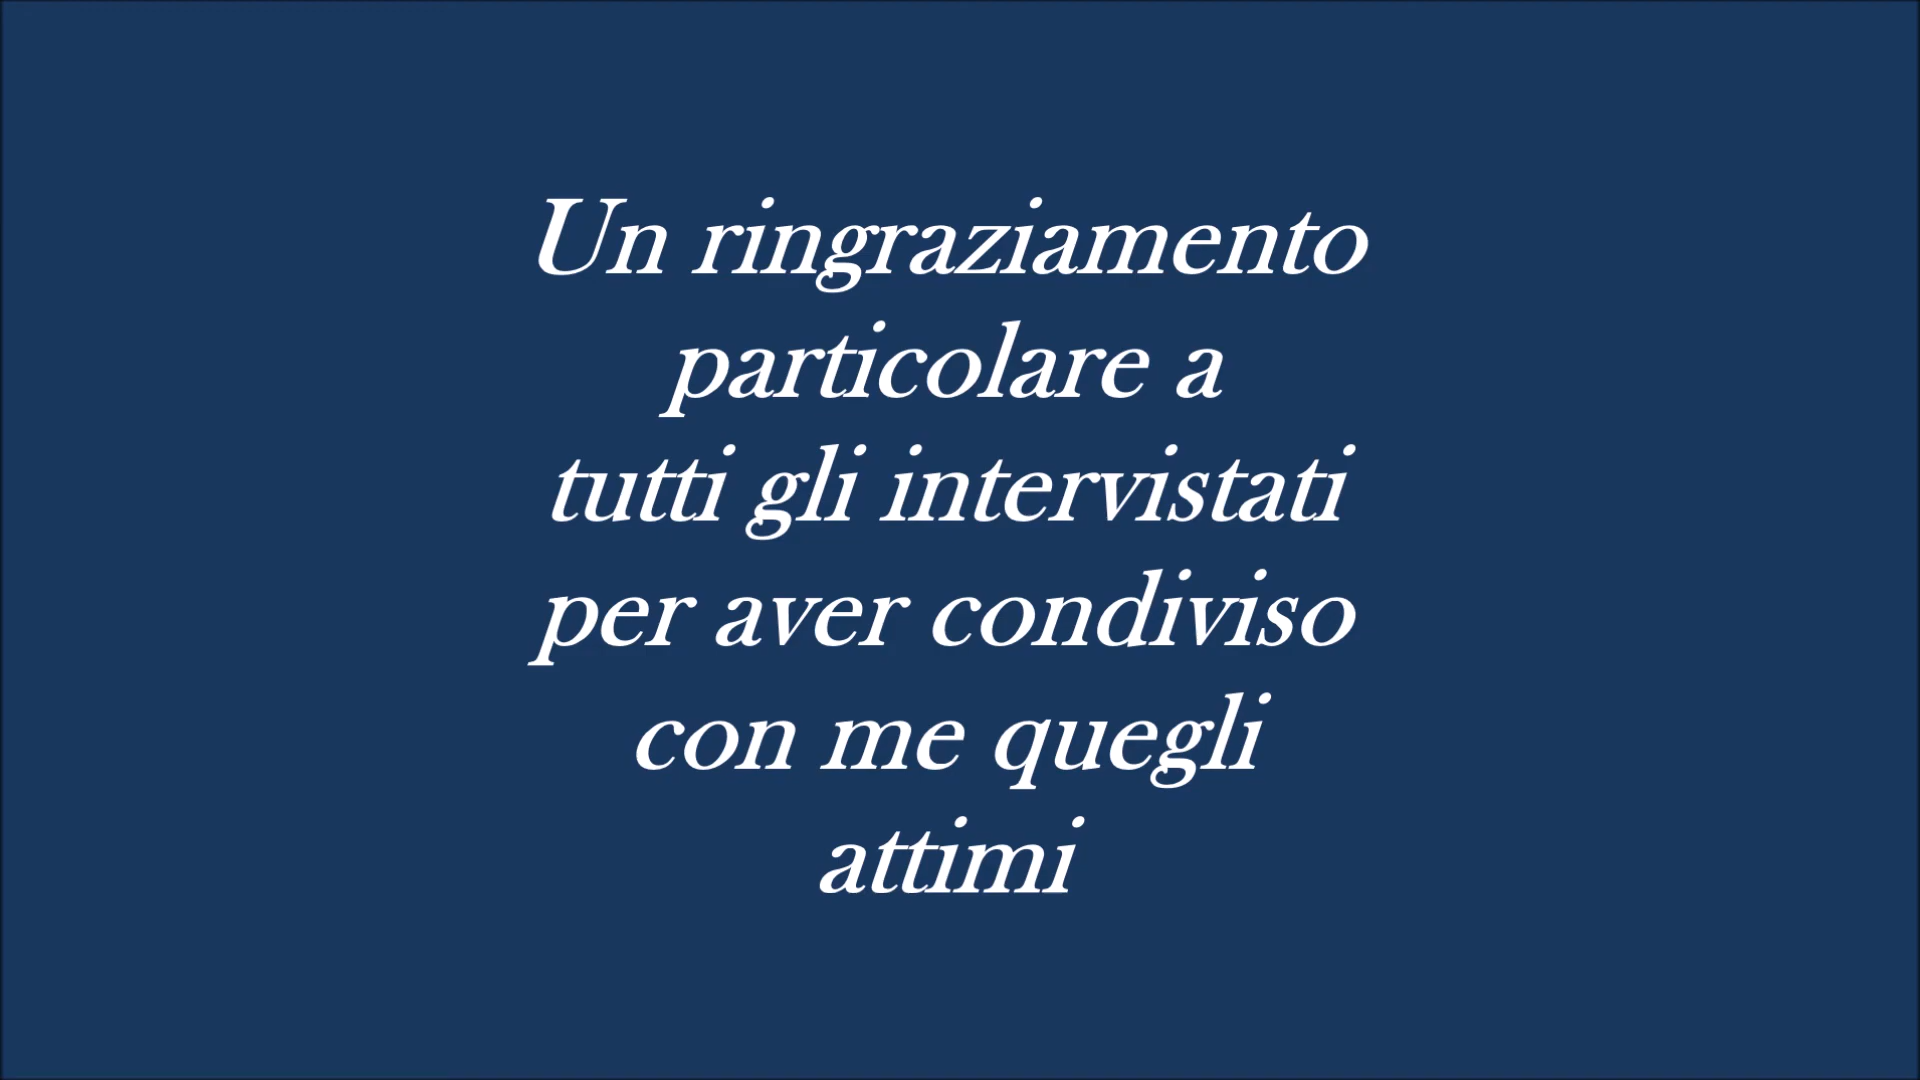 Un ringraziamento
particolare a
tutti gli intervistati
per aver condiviso
con me quegli
attimi